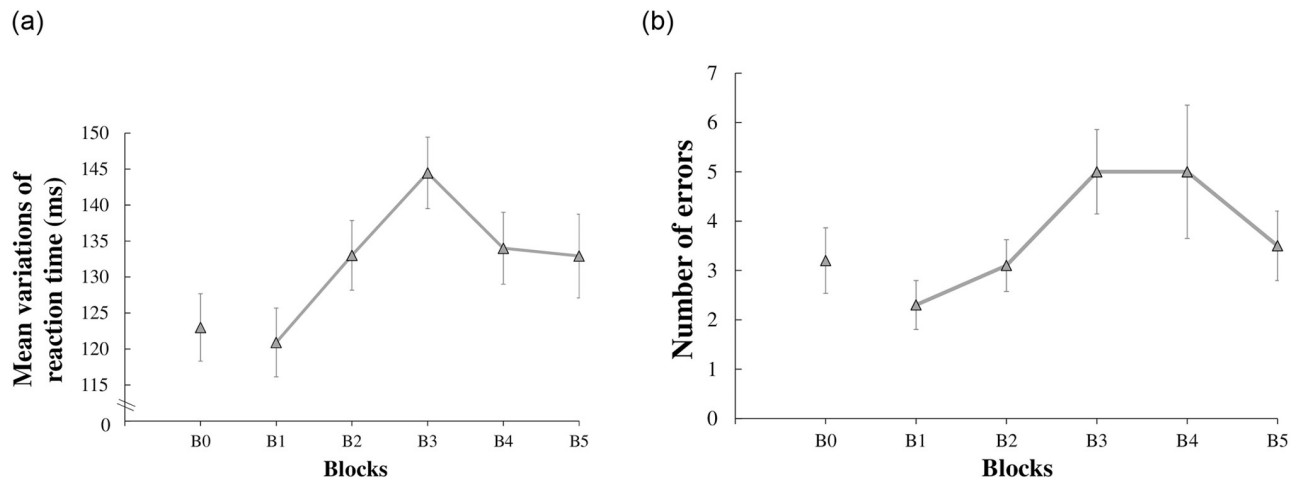 (a)
Mean variations of
reaction time (ms)
150
145
140
135
130
125
120
115
0
B0 B1 B2 B3 B4 B5
Blocks
(b)
Number of errors
7
6
5
4
3
2
1
0
B0 B1 B2 B3 B4 B5
Blocks